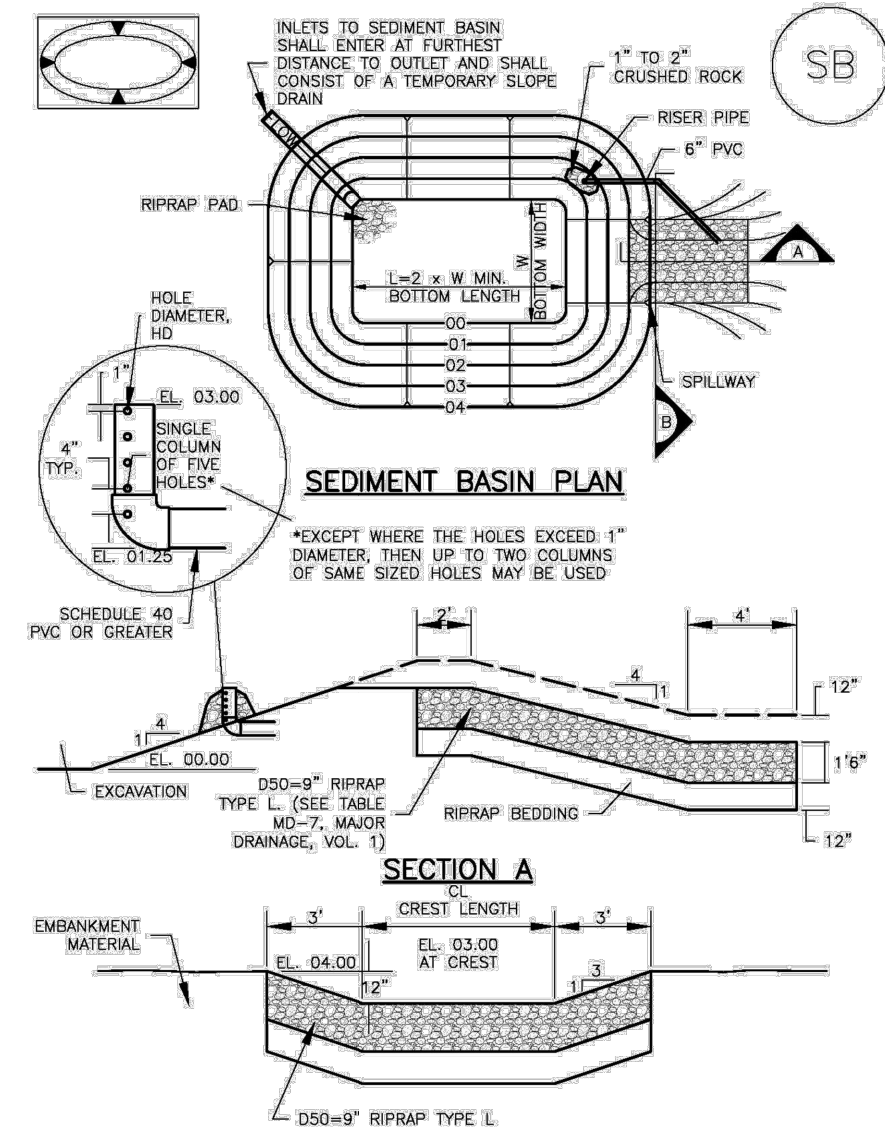 INLETS TO SEDIMENT BASIN
SHALL ENTER AT FURTHEST
DISTANCE TO OUTLET AND SHALL
CONSIST OF A TEMPORARY SLOPE
DRAIN
1" TO 2"
CRUSHED ROCK
SB
RISER PIPE
6" PVC
FLOW
RIPRAP PAD
A
W
BOTTOM WIDTH
L=2 x W MIN.
BOTTOM LENGTH
HOLE
DIAMETER,
HD
00
01
02
03
04
SPILLWAY
B
1"
EL. 03.00
4"
TYP.
SINGLE
COLUMN
OF FIVE
HOLES*
EL. 01.25
SEDIMENT BASIN PLAN
*EXCEPT WHERE THE HOLES EXCEED 1"
DIAMETER, THEN UP TO TWO COLUMNS
OF SAME SIZED HOLES MAY BE USED
SCHEDULE 40
PVC OR GREATER
2'
4'
4
1
12"
4
1
EL. 00.00
1'6"
EXCAVATION
D50=9" RIPRAP
TYPE L. (SEE TABLE
MD-7, MAJOR
DRAINAGE, VOL. 1)
RIPRAP BEDDING
12"
SECTION A
CL
CREST LENGTH
3'
3'
EMBANKMENT
MATERIAL
EL. 04.00
EL. 03.00
AT CREST
12"
3
1
D50=9" RIPRAP TYPE L